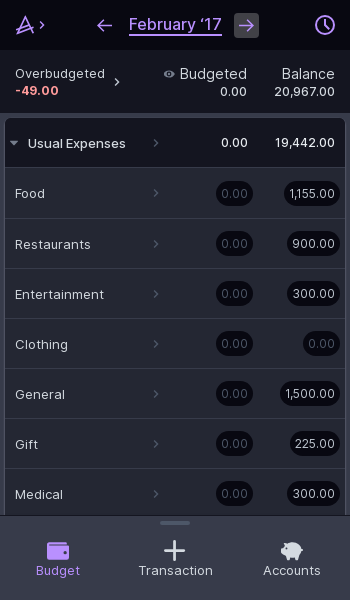 February ‘17
Overbudgeted Budgeted Balance
-49.00 0.00 20,967.00
Usual Expenses 0.00 19,442.00
Food 0.00 1,155.00
Restaurants 0.00 900.00
Entertainment 0.00 300.00
Clothing 0.00 0.00
General 0.00 1,500.00
Gift 0.00 225.00
Medical 0.00 300.00
Budget Transaction Accounts